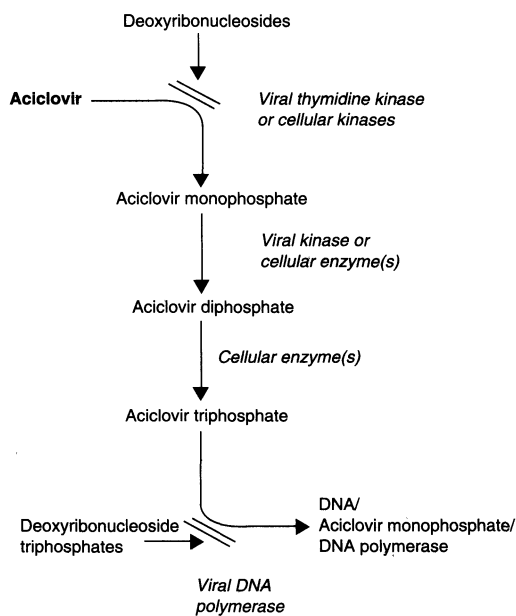 Deoxyribonucleosides
Aciclovir
Viral thymidine kinase
or cellular kinases
Aciclovir monophosphate
Viral kinase or
cellular enzyme(s)
Aciclovir diphosphate
Cellular enzyme(s)
Aciclovir triphosphate
Deoxyribonucleoside
triphosphates
DNA/
Aciclovir monophosphate/
DNA polymerase
Viral DNA
polymerase